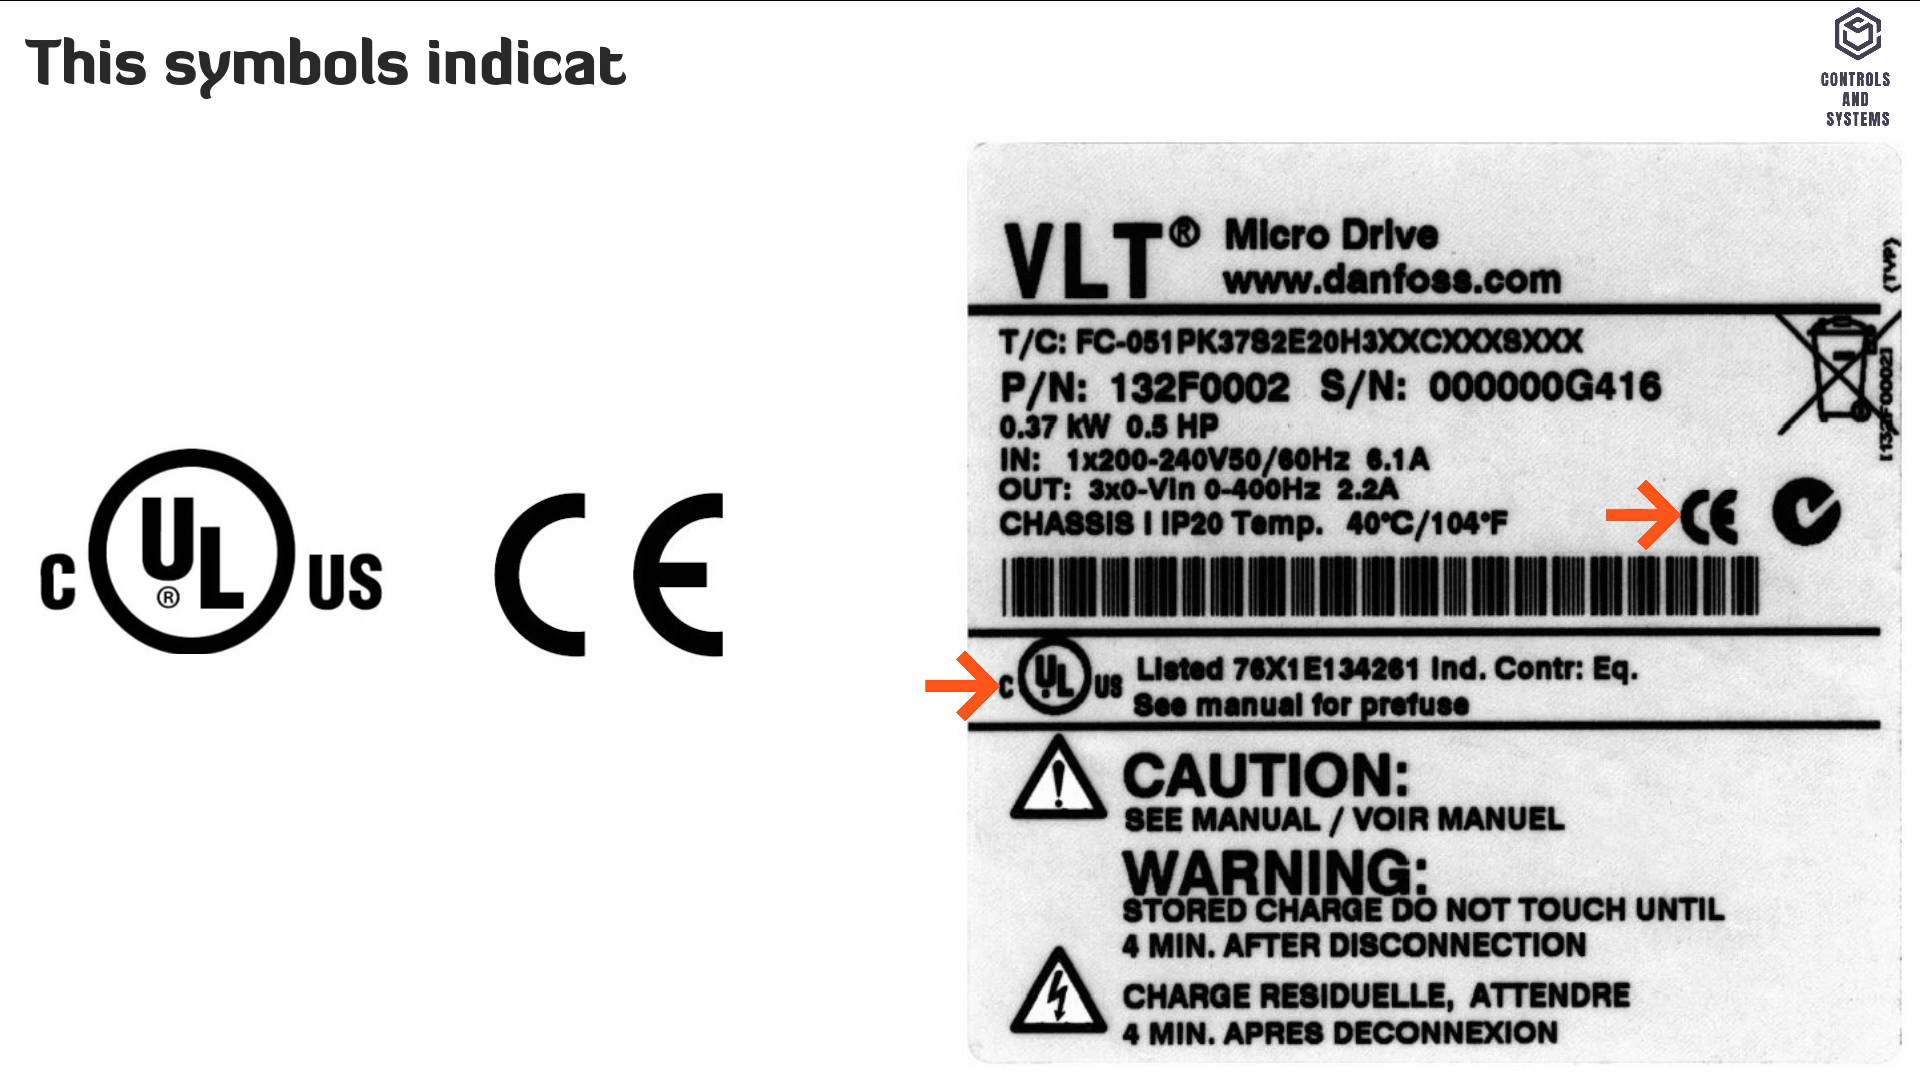 This symbols indicat
CONTROLS
AND
SYSTEMS
C UL ® US
CE
VLT® Micro Drive
www.danfoss.com
T/C: FC-051PK37S2E20H3XXCXXXSXXX
P/N: 132F0002 S/N: 000000G416
0.37 kW 0.5 HP
IN: 1x200-240V50/60Hz 6.1A
OUT: 3x0-Vin 0-400Hz 2.2A
CHASSIS I IP20 Temp. 40°C/104°F
CE
(TYP)
[132F0002]
C UL US Listed 76X1 E134261 Ind. Contr: Eq.
See manual for prefuse
CAUTION:
SEE MANUAL / VOIR MANUEL
WARNING:
STORED CHARGE DO NOT TOUCH UNTIL
4 MIN. AFTER DISCONNECTION
CHARGE RESIDUELLE, ATTENDRE
4 MIN. APRES DECONNEXION